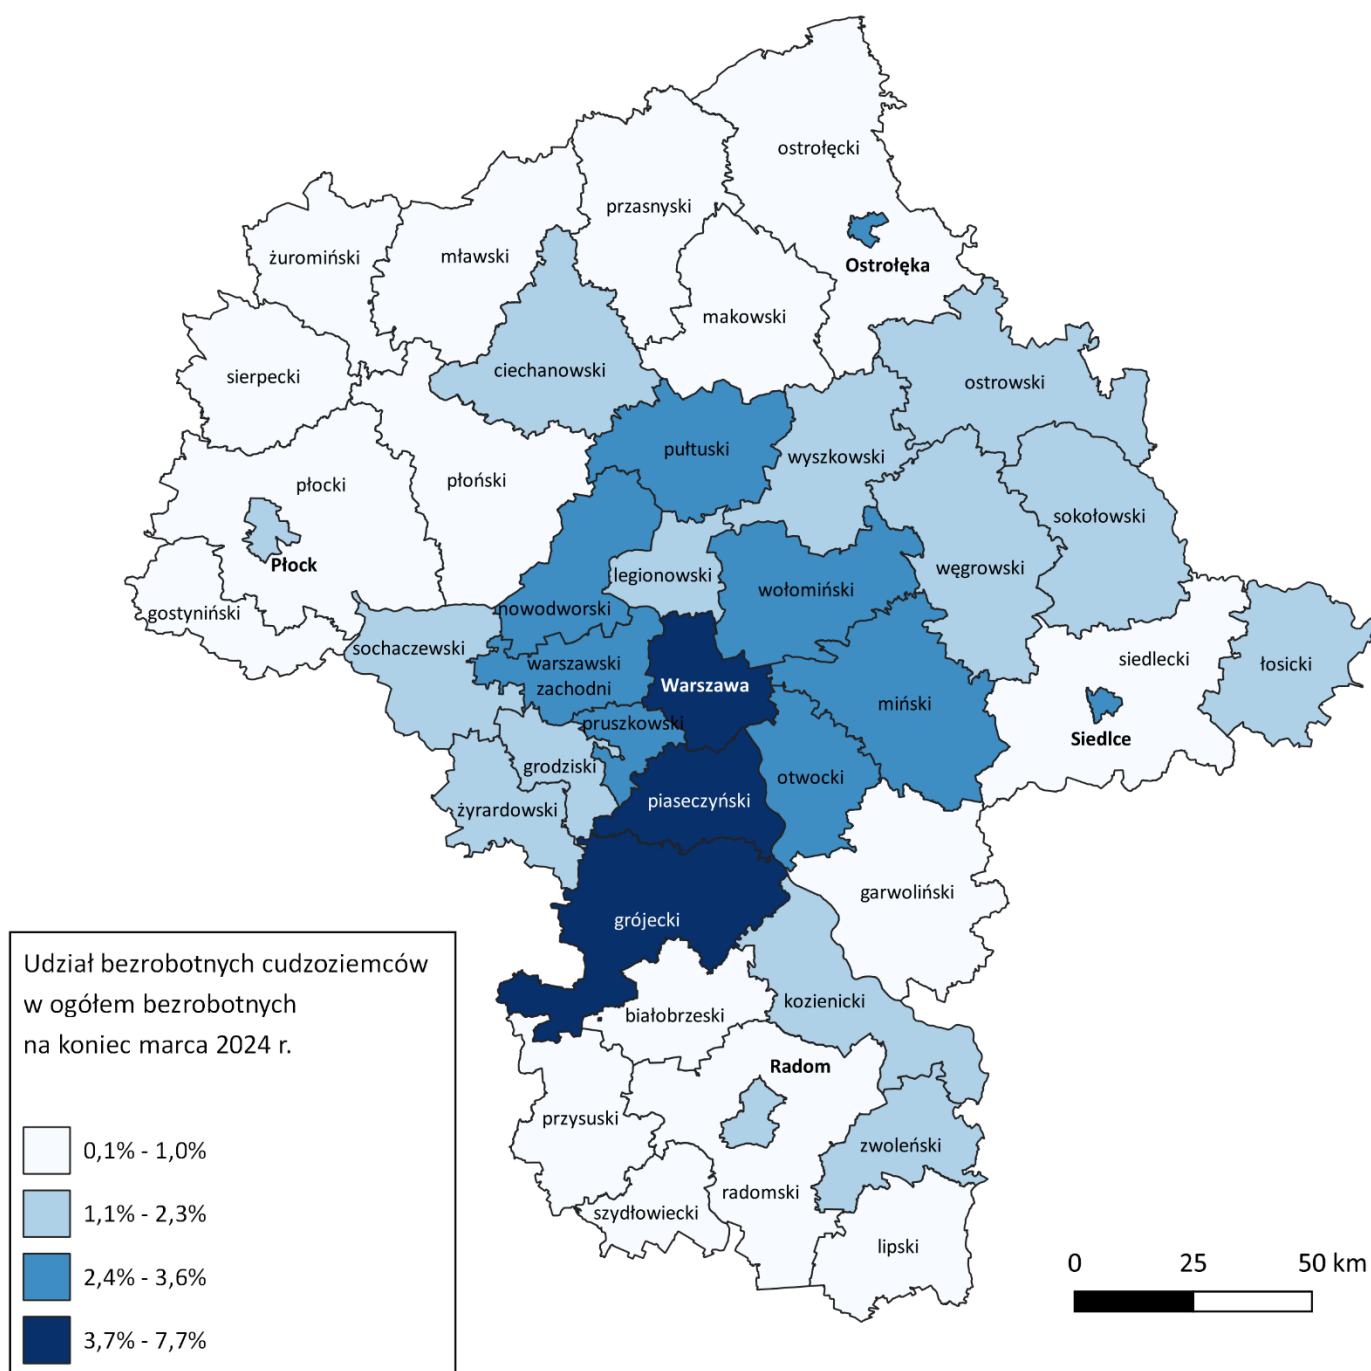 ostrołęcki
przasnyski
Ostrołęka
żuromiński
mławski
makowski
sierpecki
ciechanowski
ostrowski
pułtuski
wyszkowski
płocki
płoński
sokołowski
Płock
legionowski
węgrowski
wołomiński
gostyniński
nowodworski
sochaczewski
warszawski
zachodni
Warszawa
siedlecki
łosicki
miński
pruszkowski
Siedlce
grodziski
otwocki
żyrardowski
piaseczyński
garwoliński
grójecki
kozienicki
białobrzeski
Radom
przysuski
zwoleński
radomski
szydłowiecki
lipski
Udział bezrobotnych cudzoziemców
w ogółem bezrobotnych
na koniec marca 2024 r.
0,1% - 1,0%
1,1% - 2,3%
2,4% - 3,6%
3,7% - 7,7%
0 25 50 km